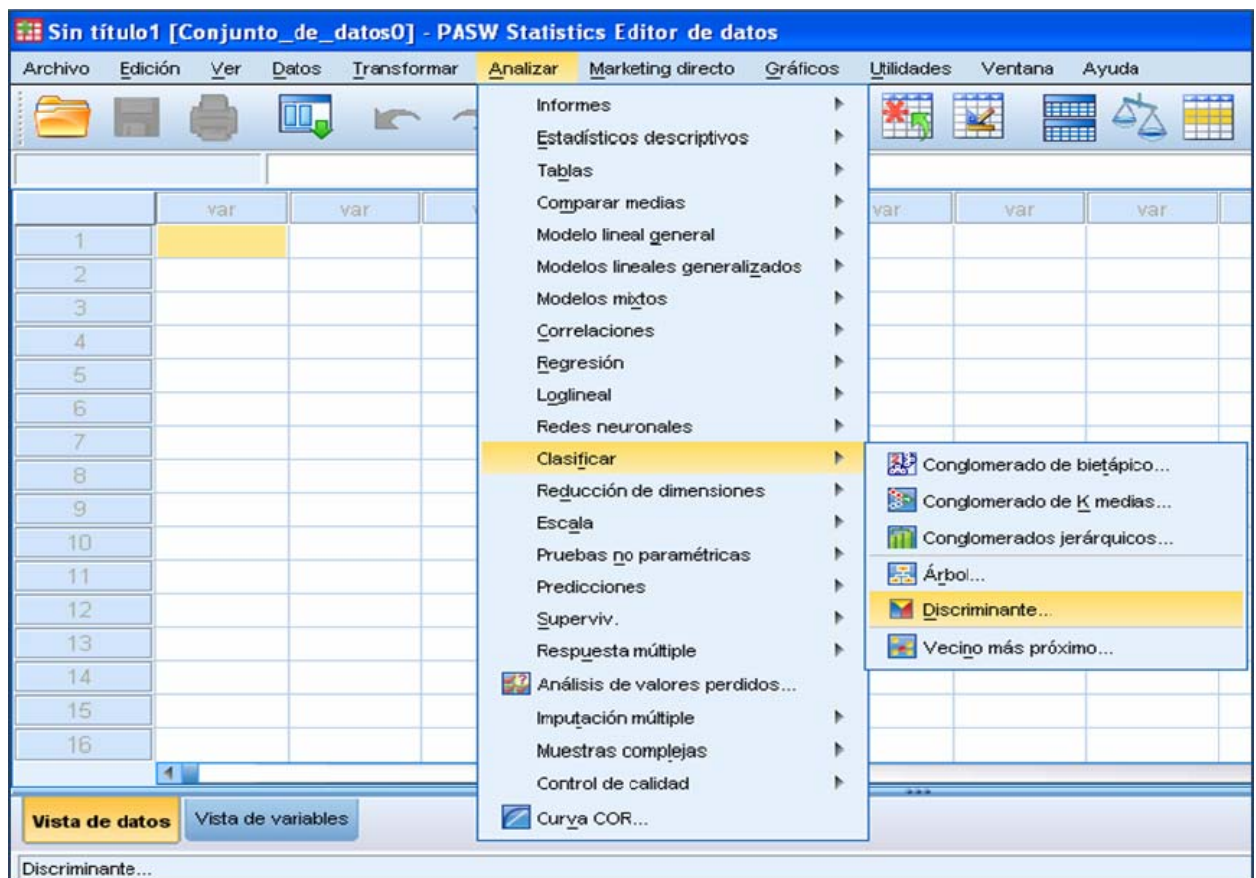 Sin título1 [Conjunto_de_datos0] - PASW Statistics Editor de datos
Archivo Edición Ver Datos Transformar Analizar Marketing directo Gráficos Utilidades Ventana Ayuda
Informes
Estadísticos descriptivos
Tablas
Comparar medias
Modelo lineal general
Modelos lineales generalizados
Modelos mixtos
Correlaciones
Regresión
Loglineal
Redes neuronales
Clasificar
Reducción de dimensiones
Escala
Pruebas no paramétricas
Predicciones
Superviv.
Respuesta múltiple
Análisis de valores perdidos...
Imputación múltiple
Muestras complejas
Control de calidad
Curva COR...
Conglomerado de bietápico...
Conglomerado de K medias...
Conglomerados jerárquicos...
Árbol...
Discriminante...
Vecino más próximo...
var var var var var
1
2
3
4
5
6
7
8
9
10
11
12
13
14
15
16
Vista de datos Vista de variables
Discriminante...